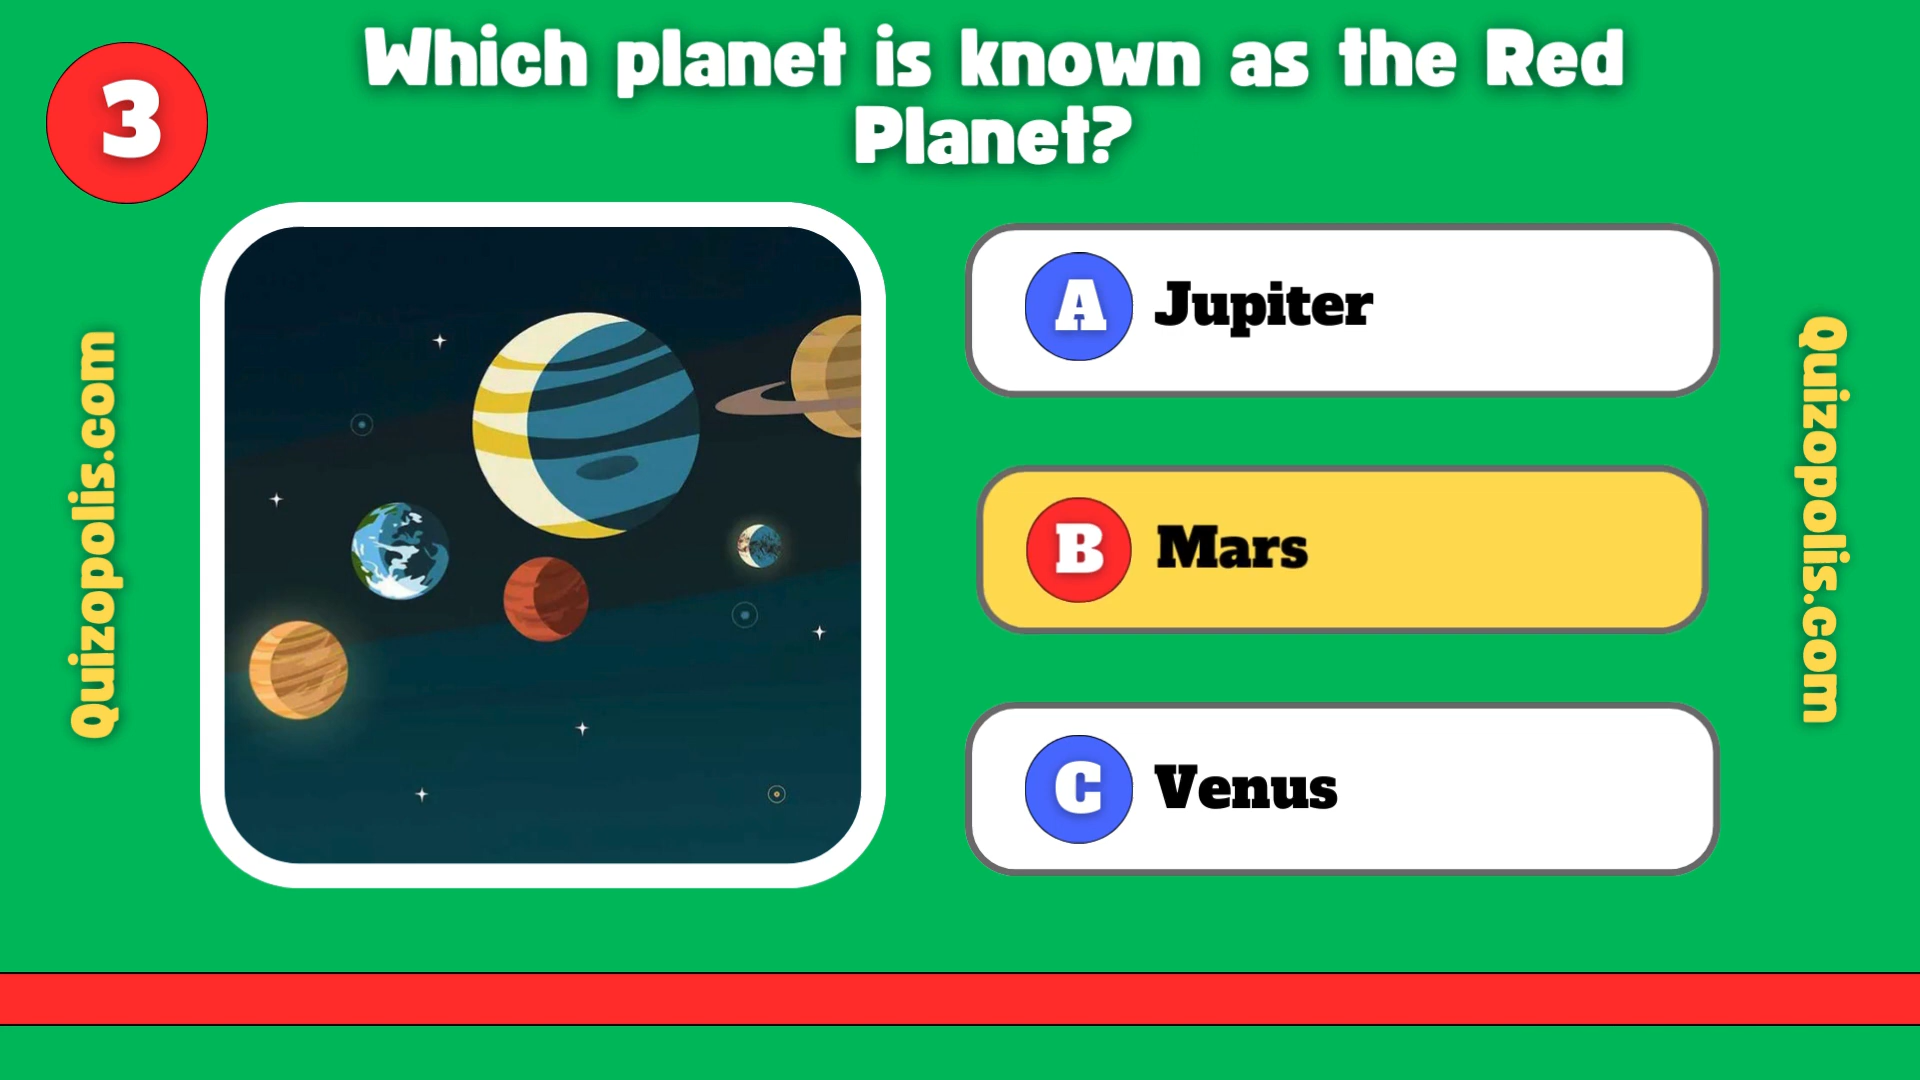 3
Which planet is known as the Red
Planet?
A Jupiter
B Mars
C Venus
Quizopolis.com
Quizopolis.com